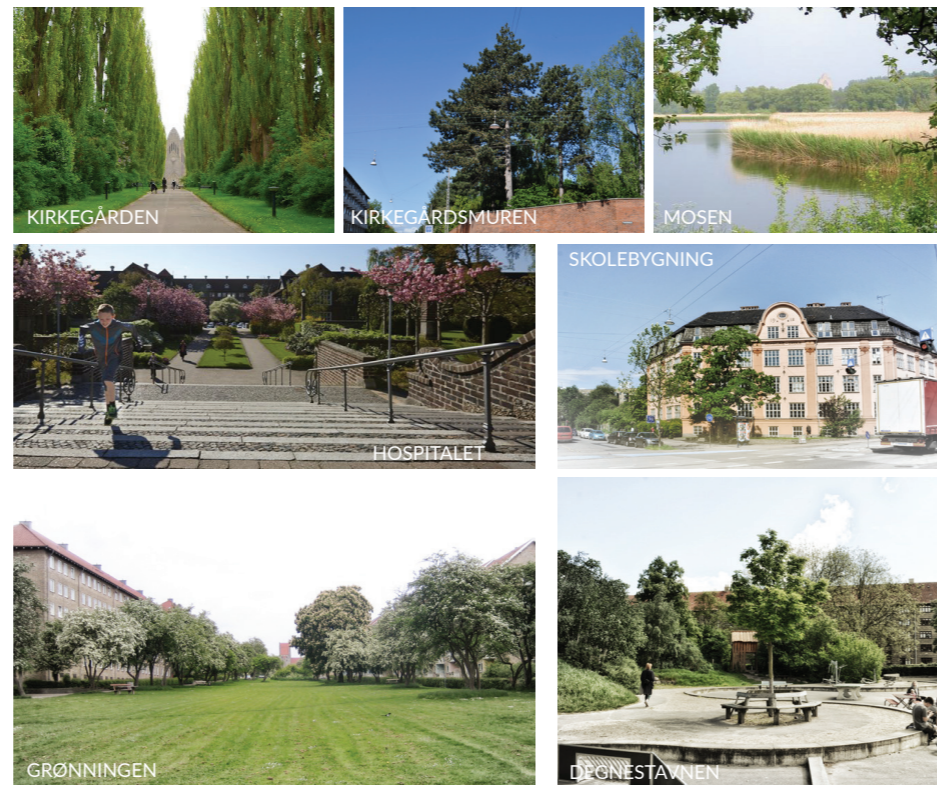 KIRKEGÅRDEN
KIRKEGÅRDSMUREN
MOSEN
HOSPITALET
SKOLEBYGNING
GRØNNINGEN
DEGNESTAVNEN